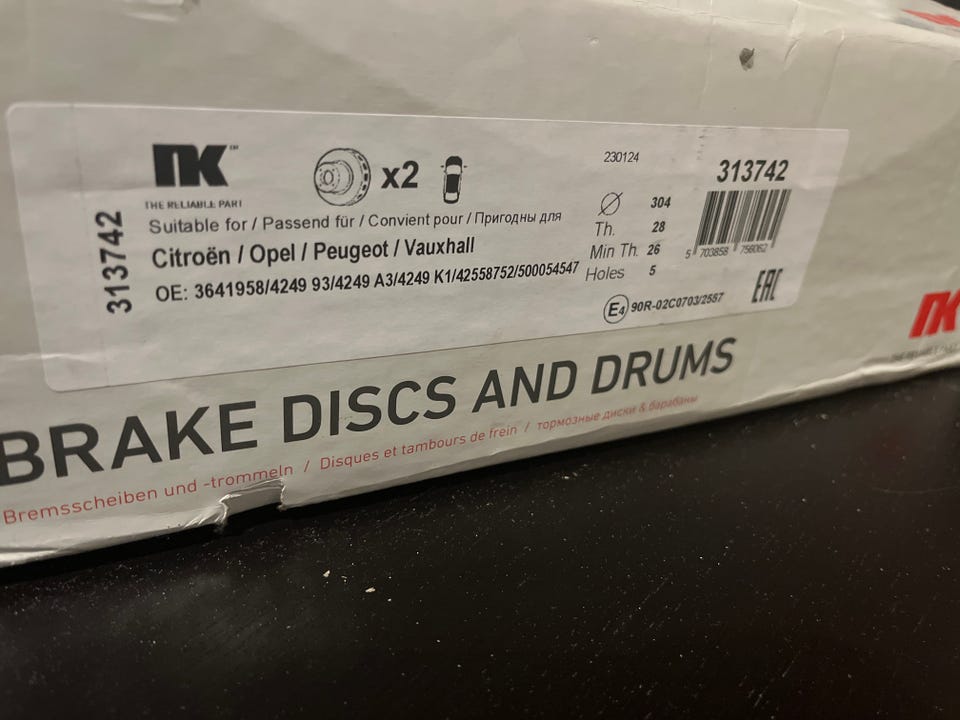 NK
THE RELIABLE PART
x2
230124
313742
313742
Suitable for / Passend für / Convient pour / Пригодны для
Citroën / Opel / Peugeot / Vauxhall
OE: 3641958/4249 93/4249 A3/4249 K1/42558752/500054547
Ø 304
Th. 28
Min Th. 26
Holes 5
5 703858 756062
E4 90R-02C0703/2557
EAC
NK
BRAKE DISCS AND DRUMS
Bremsscheiben und -trommeln / Disques et tambours de frein / тормозные диски & барабаны